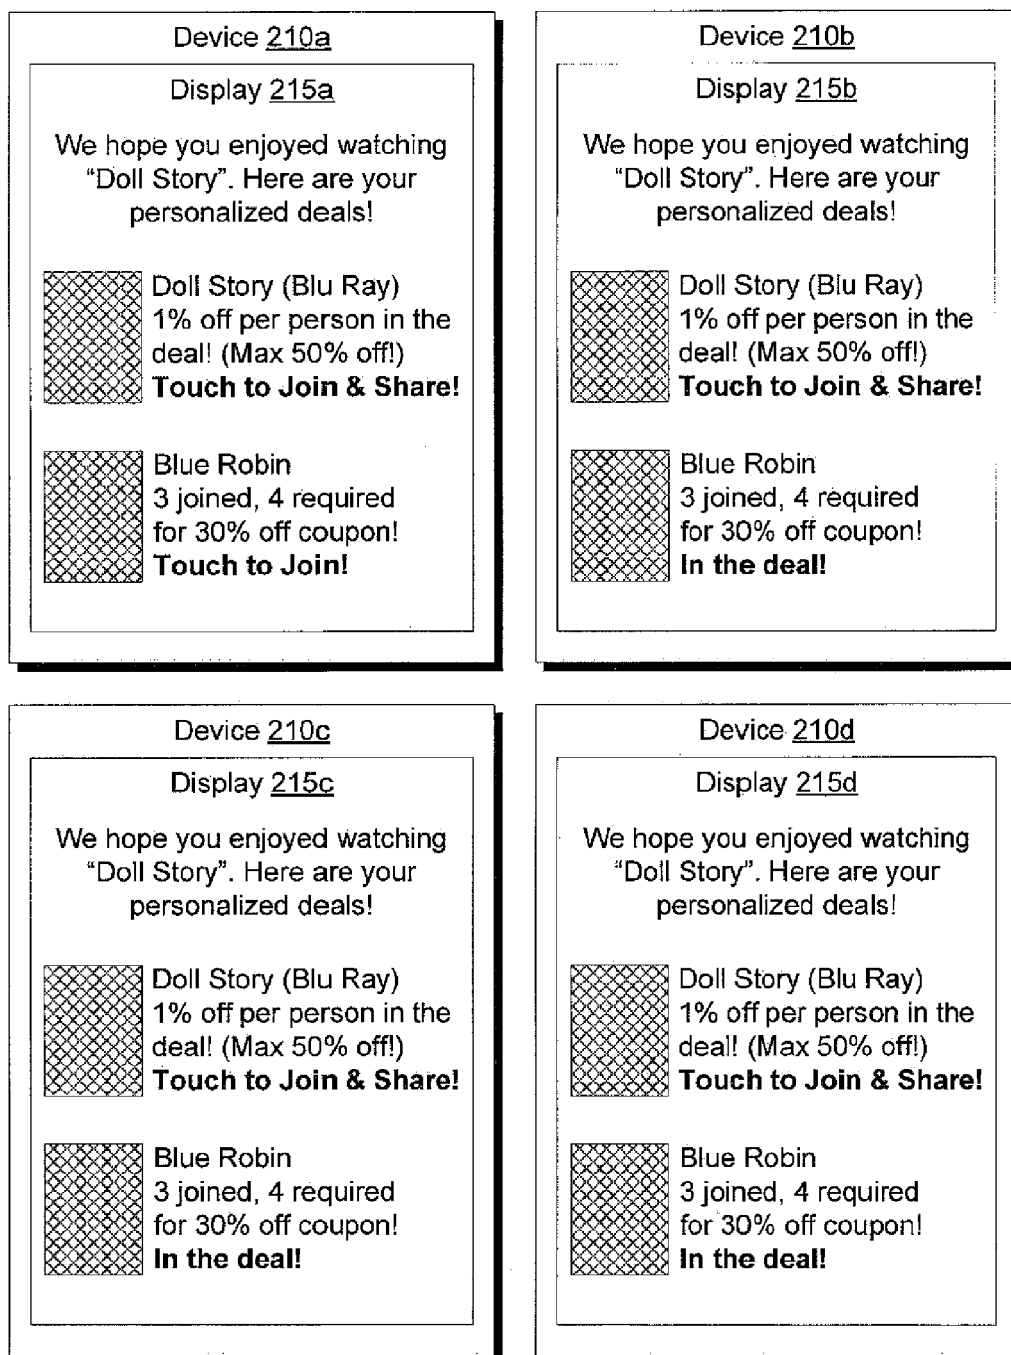 Device 210a
Display 215a
We hope you enjoyed watching
“Doll Story”. Here are your
personalized deals!
Doll Story (Blu Ray)
1% off per person in the
deal! (Max 50% off!)
Touch to Join & Share!
Blue Robin
3 joined, 4 required
for 30% off coupon!
Touch to Join!
Device 210b
Display 215b
We hope you enjoyed watching
“Doll Story”. Here are your
personalized deals!
Doll Story (Blu Ray)
1% off per person in the
deal! (Max 50% off!)
Touch to Join & Share!
Blue Robin
3 joined, 4 required
for 30% off coupon!
In the deal!
Device 210c
Display 215c
We hope you enjoyed watching
“Doll Story”. Here are your
personalized deals!
Doll Story (Blu Ray)
1% off per person in the
deal! (Max 50% off!)
Touch to Join & Share!
Blue Robin
3 joined, 4 required
for 30% off coupon!
In the deal!
Device 210d
Display 215d
We hope you enjoyed watching
“Doll Story”. Here are your
personalized deals!
Doll Story (Blu Ray)
1% off per person in the
deal! (Max 50% off!)
Touch to Join & Share!
Blue Robin
3 joined, 4 required
for 30% off coupon!
In the deal!